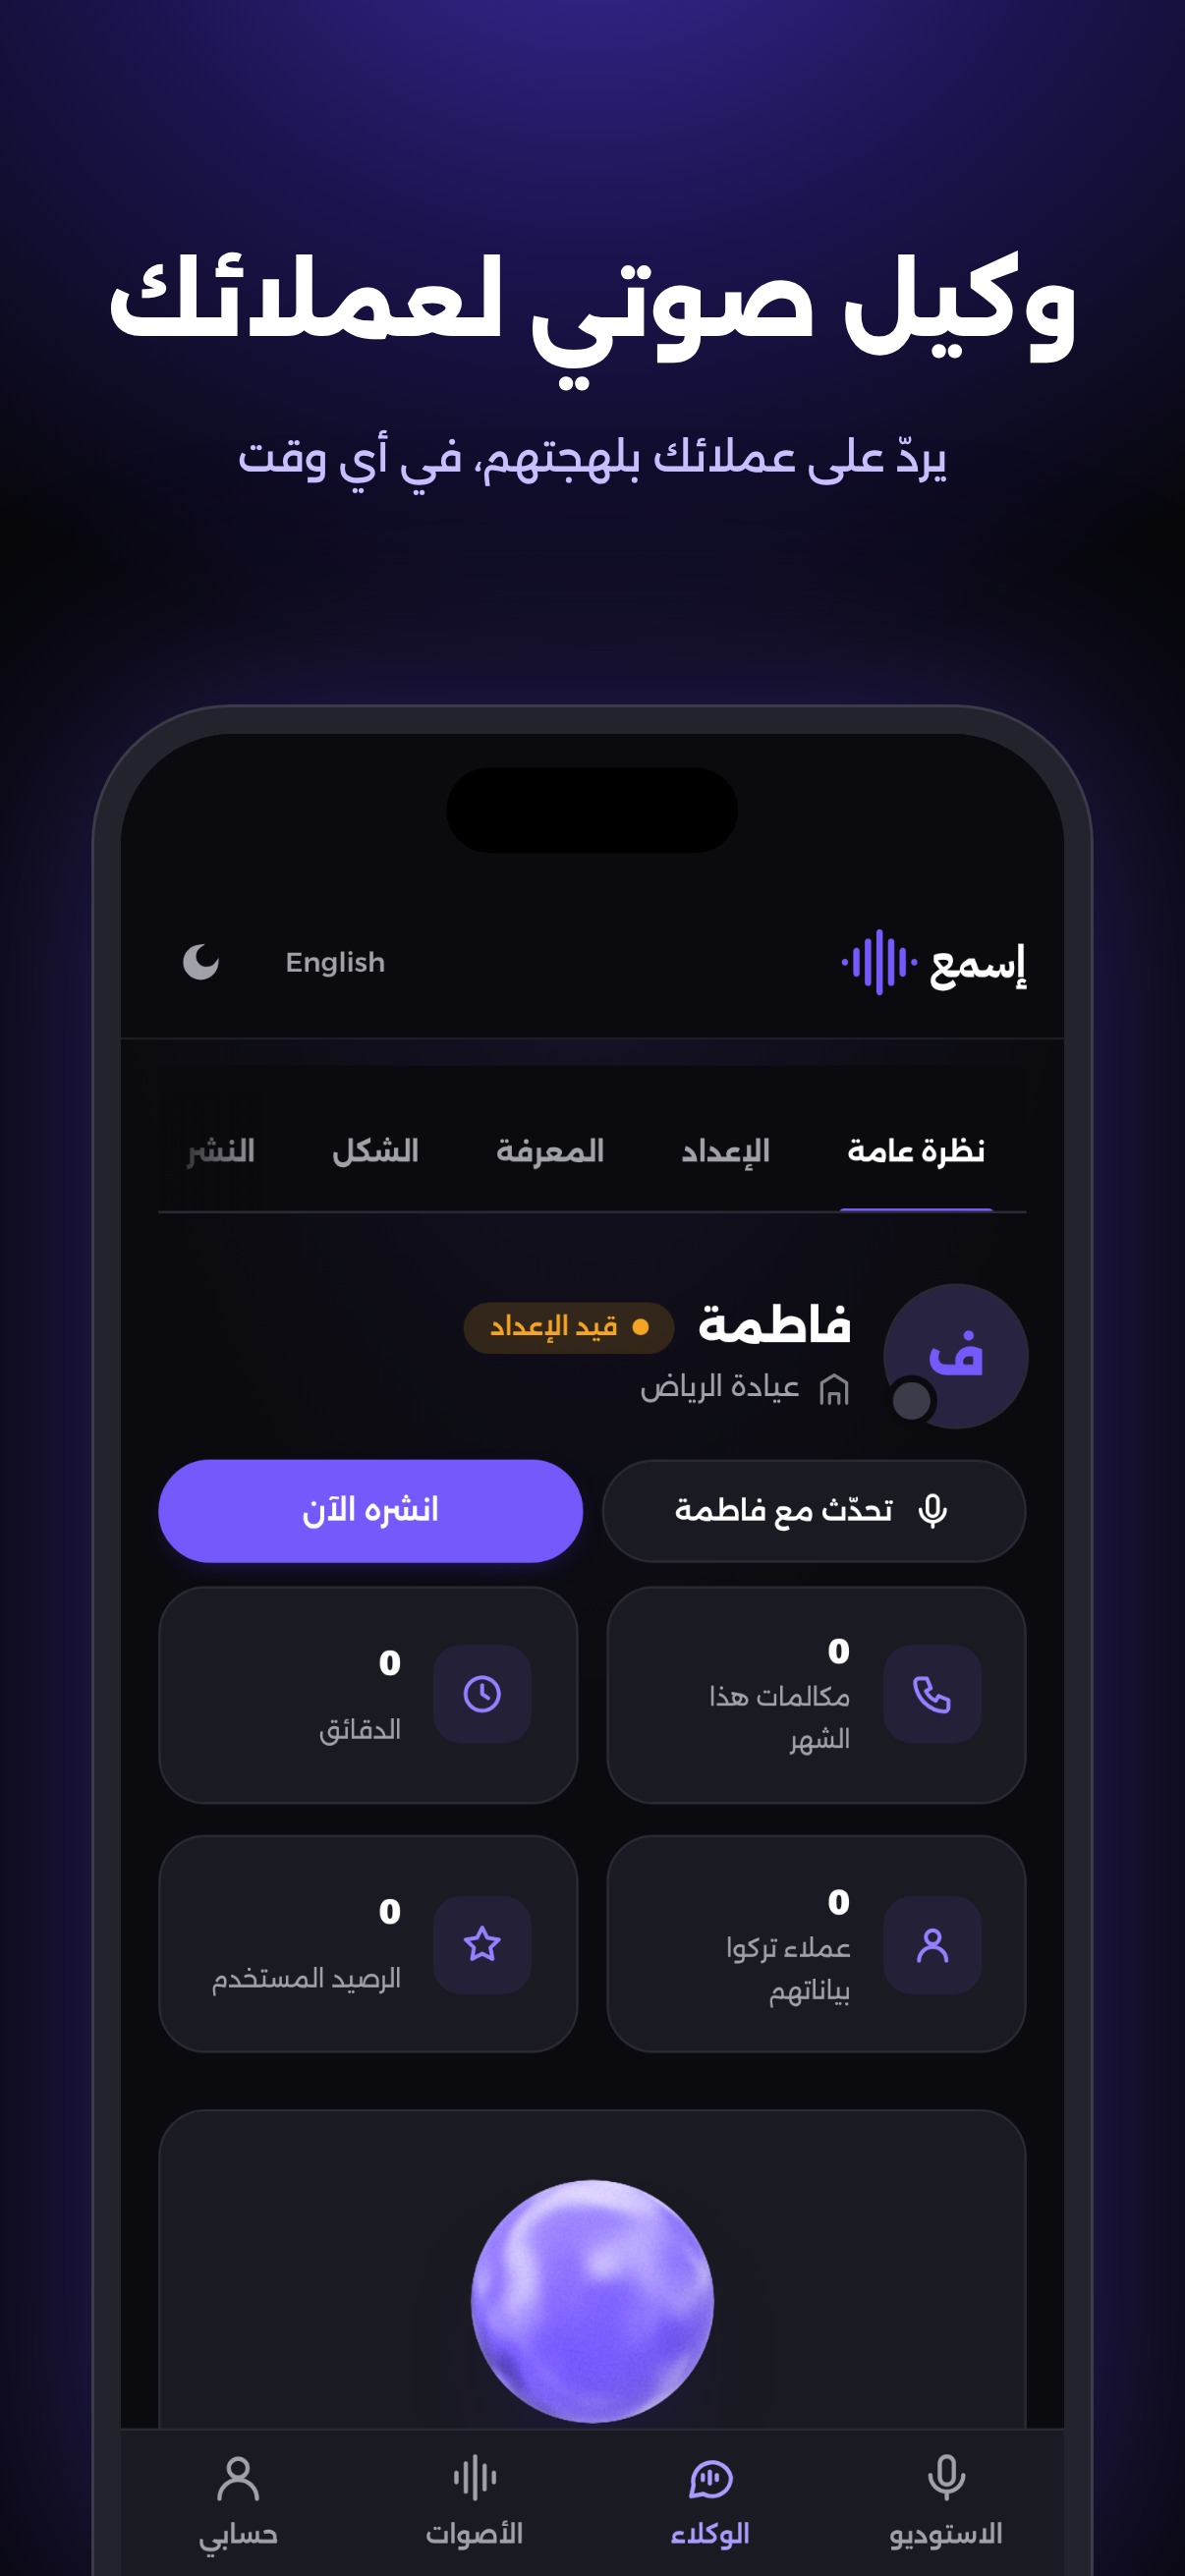 وكيل صوتي لعملائك
يردّ على عملائك بلهجتهم، في أي وقت
إسمع
English
نظرة عامة
الإعداد
المعرفة
الشكل
النشر
ف
فاطمة
قيد الإعداد
عيادة الرياض
تحدّث مع فاطمة
انشره الآن
0
مكالمات هذا
الشهر
0
الدقائق
0
عملاء تركوا
بياناتهم
0
الرصيد المستخدم
الاستوديو
الوكلاء
الأصوات
حسابي